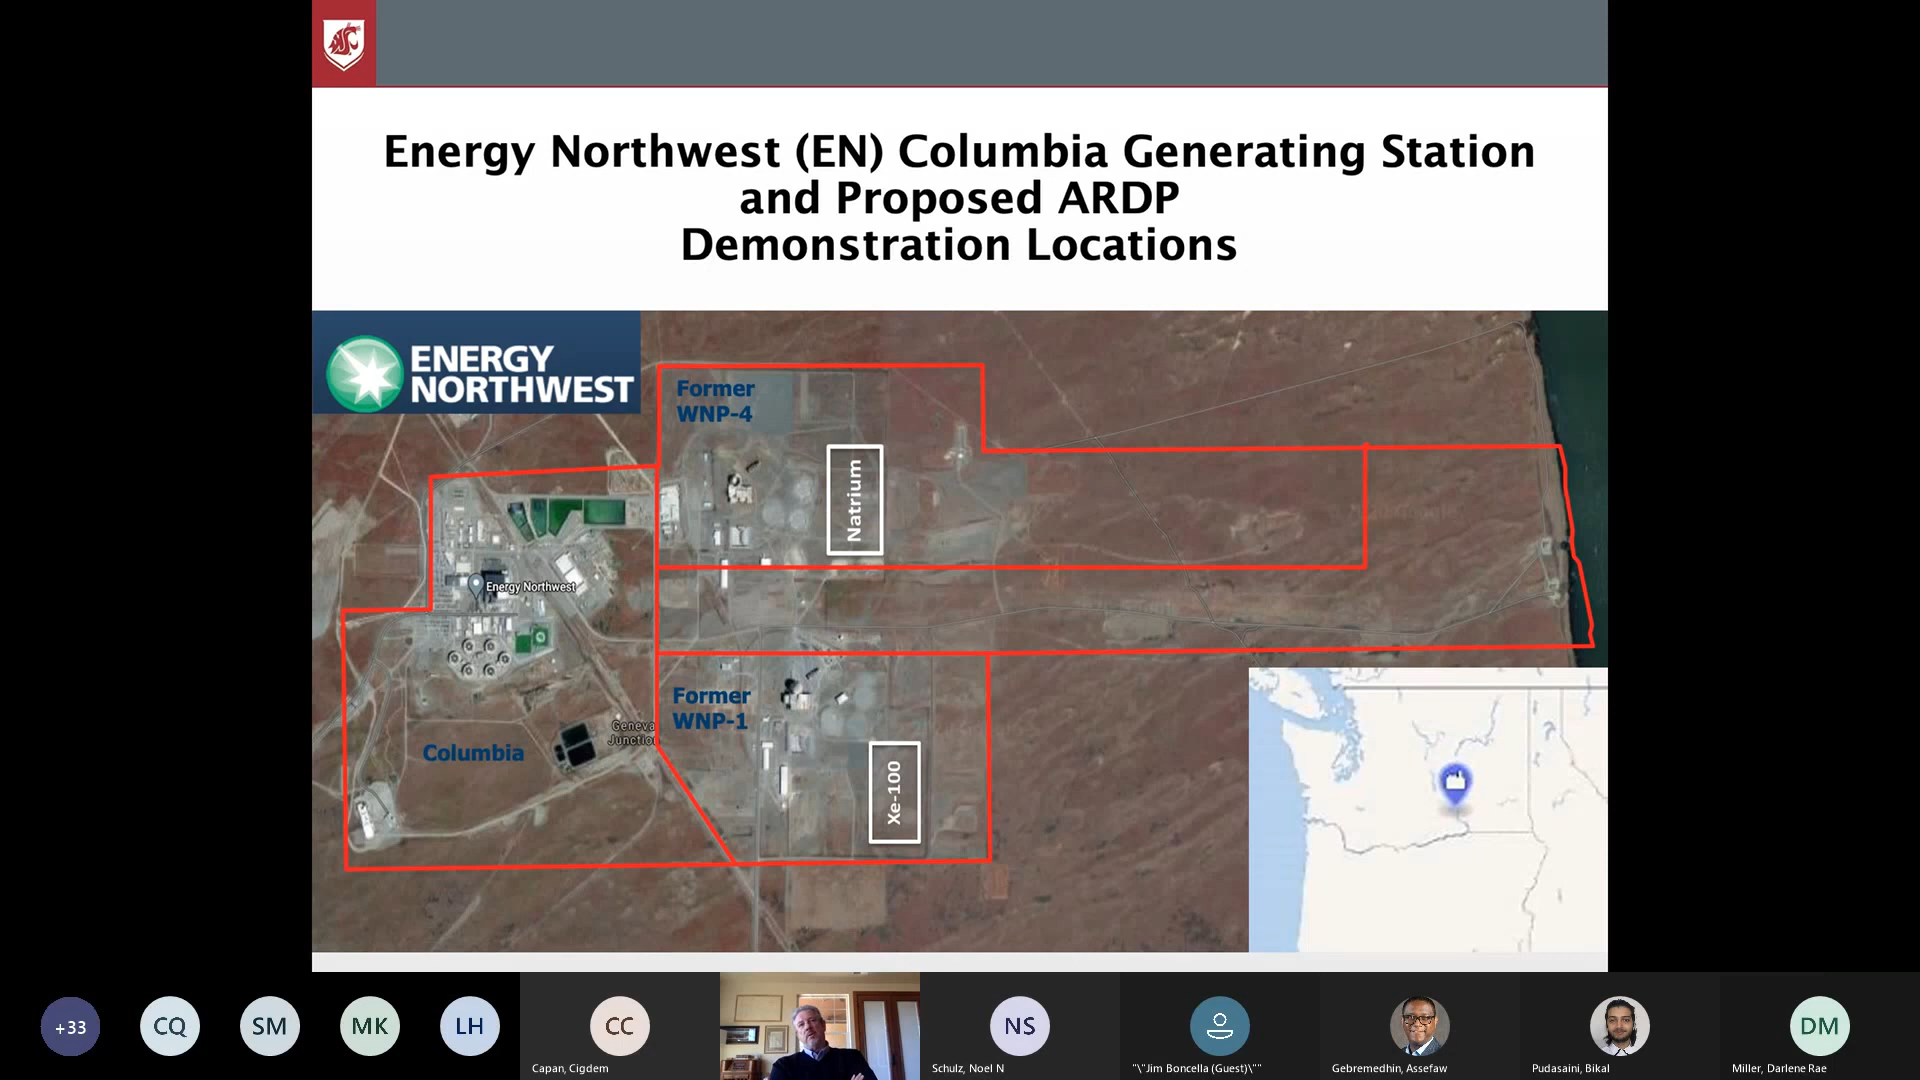 Energy Northwest (EN) Columbia Generating Station
and Proposed ARDP
Demonstration Locations
ENERGY
NORTHWEST
Former
WNP-4
Natrium
Energy Northwest
Former
WNP-1
Geneva
Junction
Columbia
Xe-100
+33
CQ
SM
MK
LH
CC
NS
DM
Capan, Cigdem
Schulz, Noel N
"\"Jim Boncella (Guest)\""
Gebremedhin, Assefaw
Pudasaini, Bikal
Miller, Darlene Rae